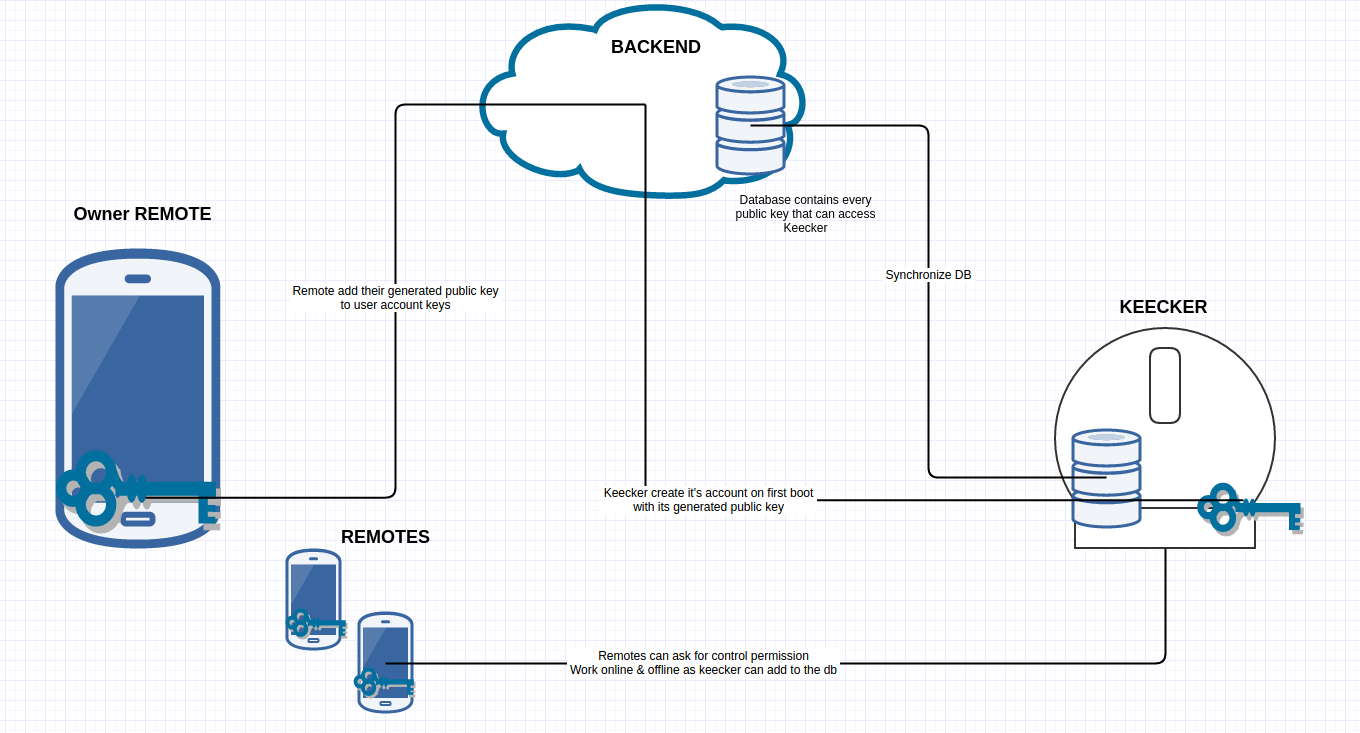 BACKEND
Database contains every
public key that can access
Keecker
Owner REMOTE
Remote add their generated public key
to user account keys
Synchronize DB
KEECKER
Keecker create it's account on first boot
with its generated public key
REMOTES
Remotes can ask for control permission
Work online & offline as keecker can add to the db